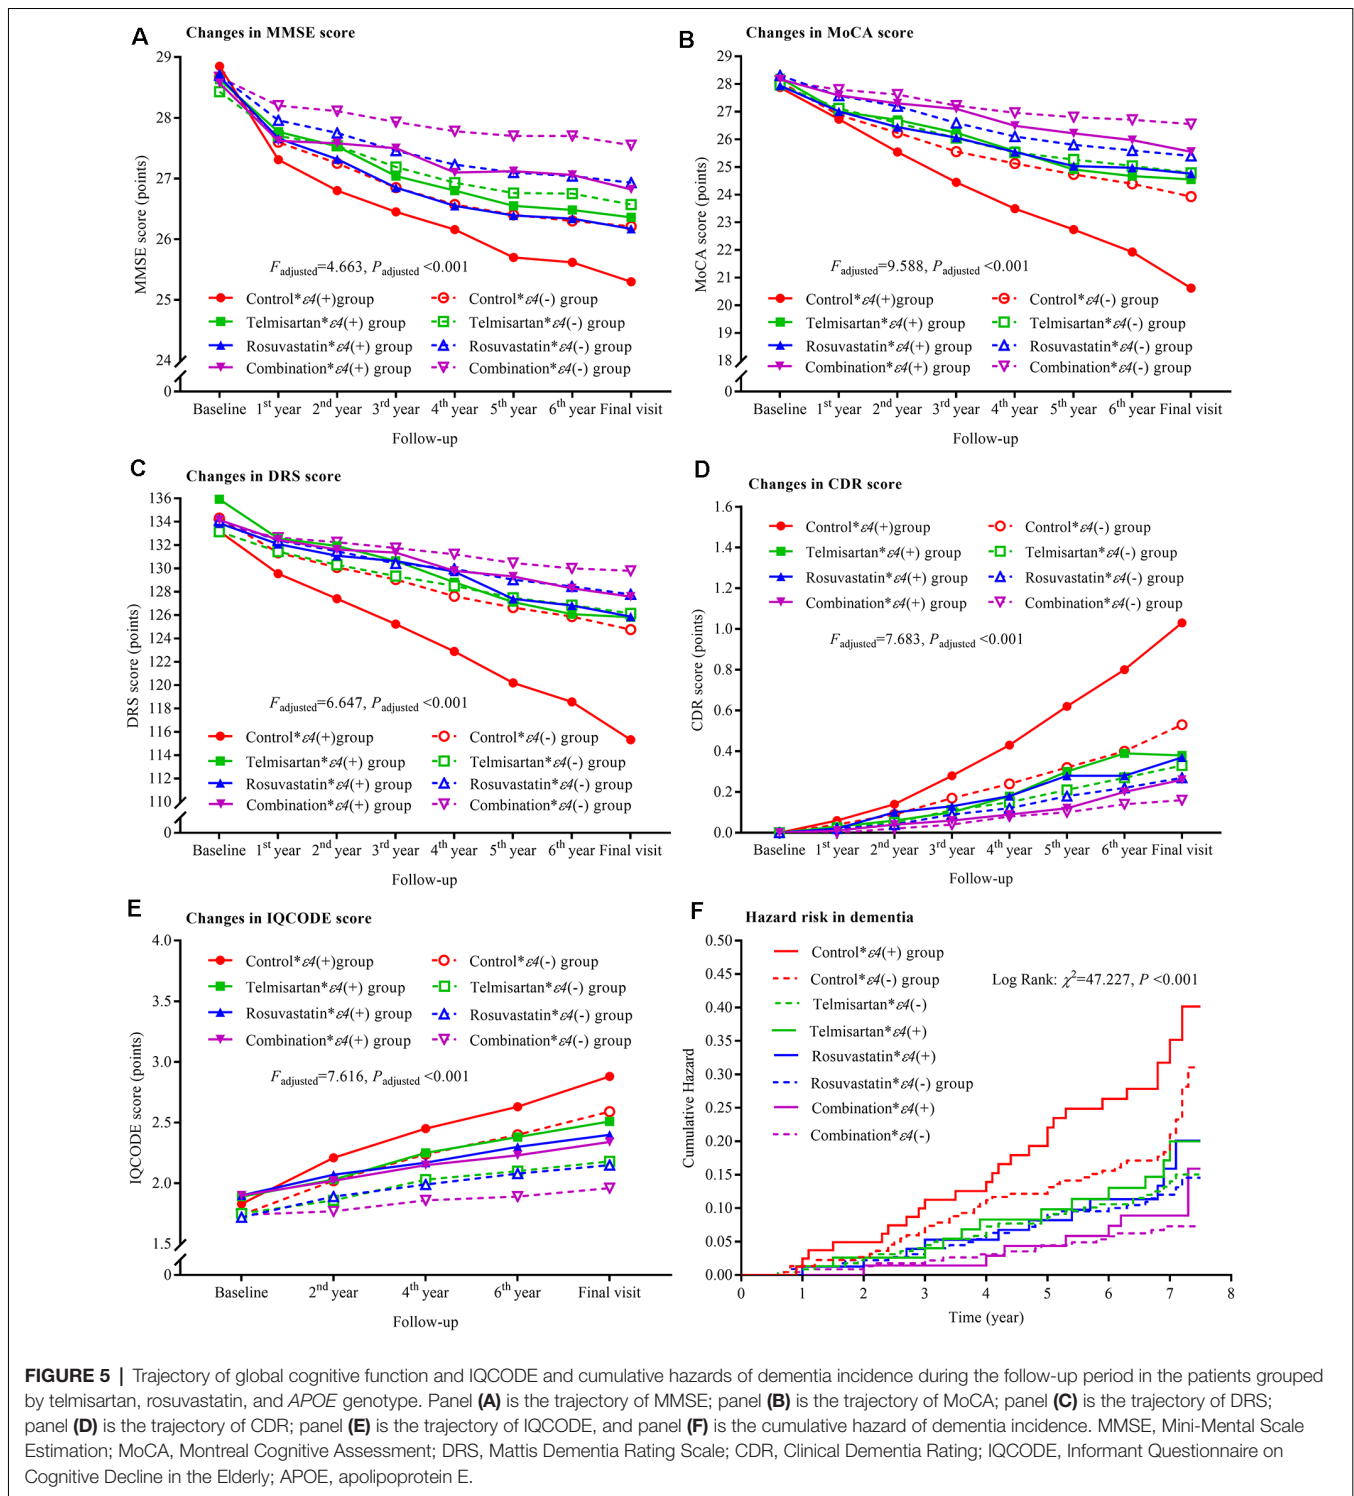 A Changes in MMSE score
29
28
27
26
25
24
0
MMSE score (points)
F adjusted=4.663, P adjusted <0.001
Control*ε4(+)group Control*ε4(-) group
Telmisartan*ε4(+) group Telmisartan*ε4(-) group
Rosuvastatin*ε4(+) group Rosuvastatin*ε4(-) group
Combination*ε4(+) group Combination*ε4(-) group
Baseline 1st year 2nd year 3rd year 4th year 5th year 6th year Final visit
Follow-up
B Changes in MoCA score
29
28
27
26
25
24
23
22
21
20
19
18
0
MoCA score (points)
F adjusted=9.588, P adjusted <0.001
Control*ε4(+)group Control*ε4(-) group
Telmisartan*ε4(+) group Telmisartan*ε4(-) group
Rosuvastatin*ε4(+) group Rosuvastatin*ε4(-) group
Combination*ε4(+) group Combination*ε4(-) group
Baseline 1st year 2nd year 3rd year 4th year 5th year 6th year Final visit
Follow-up
C Changes in DRS score
136
134
132
130
128
126
124
122
120
118
116
114
112
110
0
DRS score (points)
F adjusted=6.647, P adjusted <0.001
Control*ε4(+)group Control*ε4(-) group
Telmisartan*ε4(+) group Telmisartan*ε4(-) group
Rosuvastatin*ε4(+) group Rosuvastatin*ε4(-) group
Combination*ε4(+) group Combination*ε4(-) group
Baseline 1st year 2nd year 3rd year 4th year 5th year 6th year Final visit
Follow-up
D Changes in CDR score
1.6
1.4
1.2
1.0
0.8
0.6
0.4
0.2
0.0
CDR score (points)
Control*ε4(+)group Control*ε4(-) group
Telmisartan*ε4(+) group Telmisartan*ε4(-) group
Rosuvastatin*ε4(+) group Rosuvastatin*ε4(-) group
Combination*ε4(+) group Combination*ε4(-) group
F adjusted=7.683, P adjusted <0.001
Baseline 1st year 2nd year 3rd year 4th year 5th year 6th year Final visit
Follow-up
E Changes in IQCODE score
4.0
3.5
3.0
2.5
2.0
1.5
0
IQCODE score (points)
Control*ε4(+)group Control*ε4(-) group
Telmisartan*ε4(+) group Telmisartan*ε4(-) group
Rosuvastatin*ε4(+) group Rosuvastatin*ε4(-) group
Combination*ε4(+) group Combination*ε4(-) group
F adjusted=7.616, P adjusted <0.001
Baseline 2nd year 4th year 6th year Final visit
Follow-up
F Hazard risk in dementia
0.50
0.45
0.40
0.35
0.30
0.25
0.20
0.15
0.10
0.05
0.00
Cumulative Hazard
Control*ε4(+) group
Control*ε4(-) group
Telmisartan*ε4(-)
Telmisartan*ε4(+)
Rosuvastatin*ε4(+)
Rosuvastatin*ε4(-) group
Combination*ε4(+)
Combination*ε4(-)
Log Rank: χ²=47.227, P <0.001
0 1 2 3 4 5 6 7 8
Time (year)
FIGURE 5 | Trajectory of global cognitive function and IQCODE and cumulative hazards of dementia incidence during the follow-up period in the patients grouped
by telmisartan, rosuvastatin, and APOE genotype. Panel (A) is the trajectory of MMSE; panel (B) is the trajectory of MoCA; panel (C) is the trajectory of DRS;
panel (D) is the trajectory of CDR; panel (E) is the trajectory of IQCODE, and panel (F) is the cumulative hazard of dementia incidence. MMSE, Mini-Mental Scale
Estimation; MoCA, Montreal Cognitive Assessment; DRS, Mattis Dementia Rating Scale; CDR, Clinical Dementia Rating; IQCODE, Informant Questionnaire on
Cognitive Decline in the Elderly; APOE, apolipoprotein E.